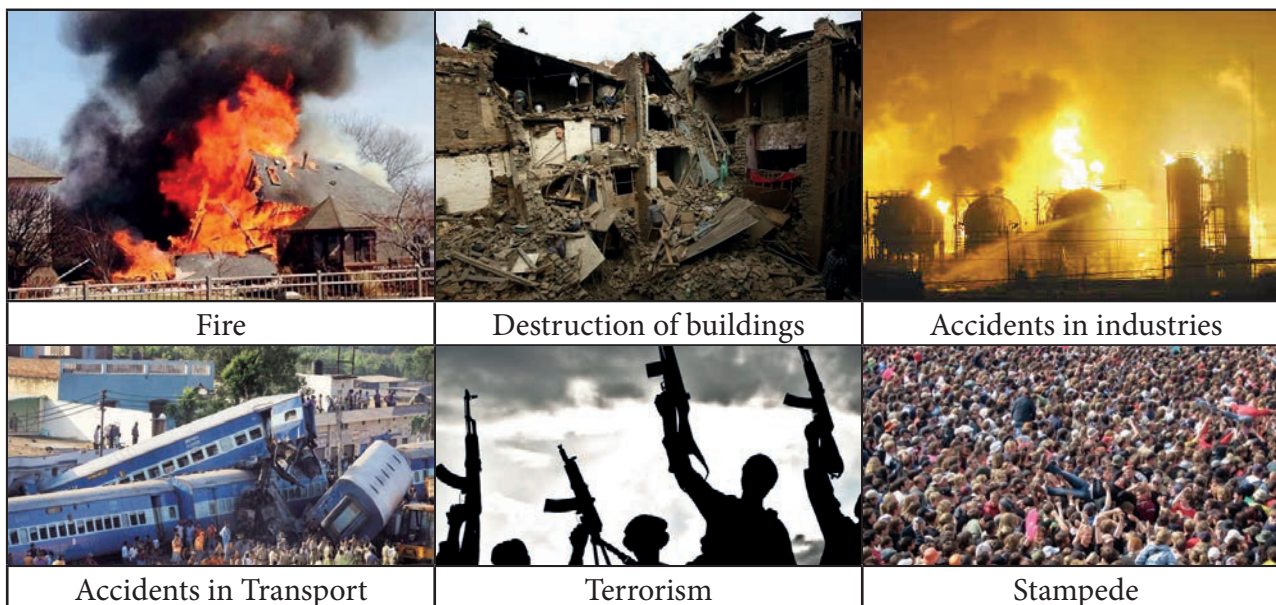 Fire
Destruction of buildings
Accidents in industries
Accidents in Transport
Terrorism
Stampede